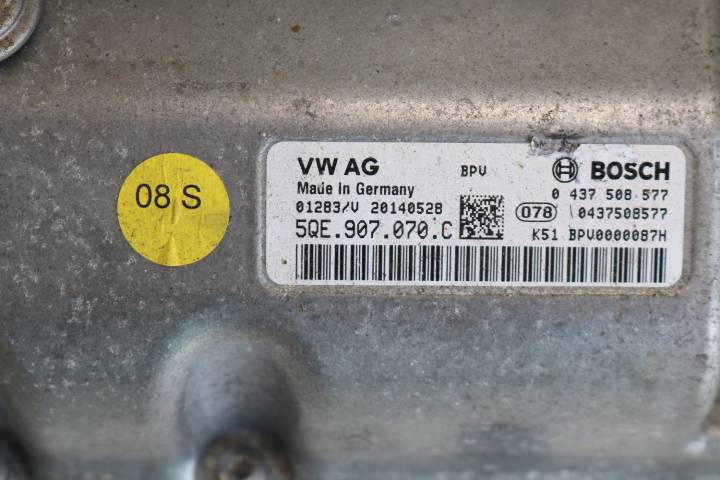 08 S
VW AG
BPV
BOSCH
Made in Germany
0 437 508 577
01283/V 20140528
078
0437508577
5QE.907.070.C
K51 BPV0000087H